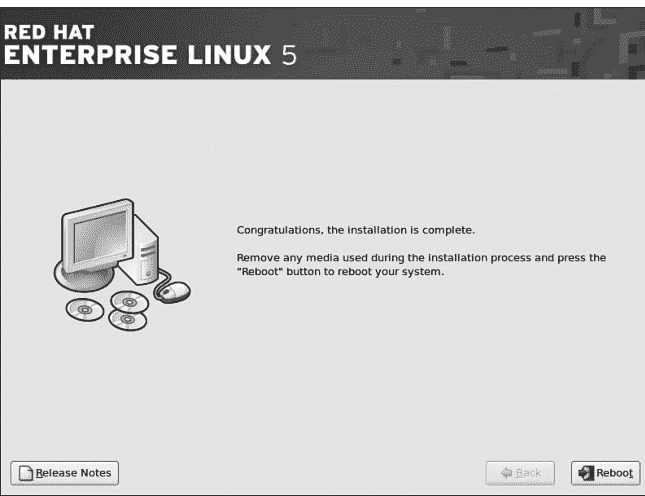 RED HAT
ENTERPRISE LINUX 5
Congratulations, the installation is complete.
Remove any media used during the installation process and press the
"Reboot" button to reboot your system.
Release Notes
Back
Reboot